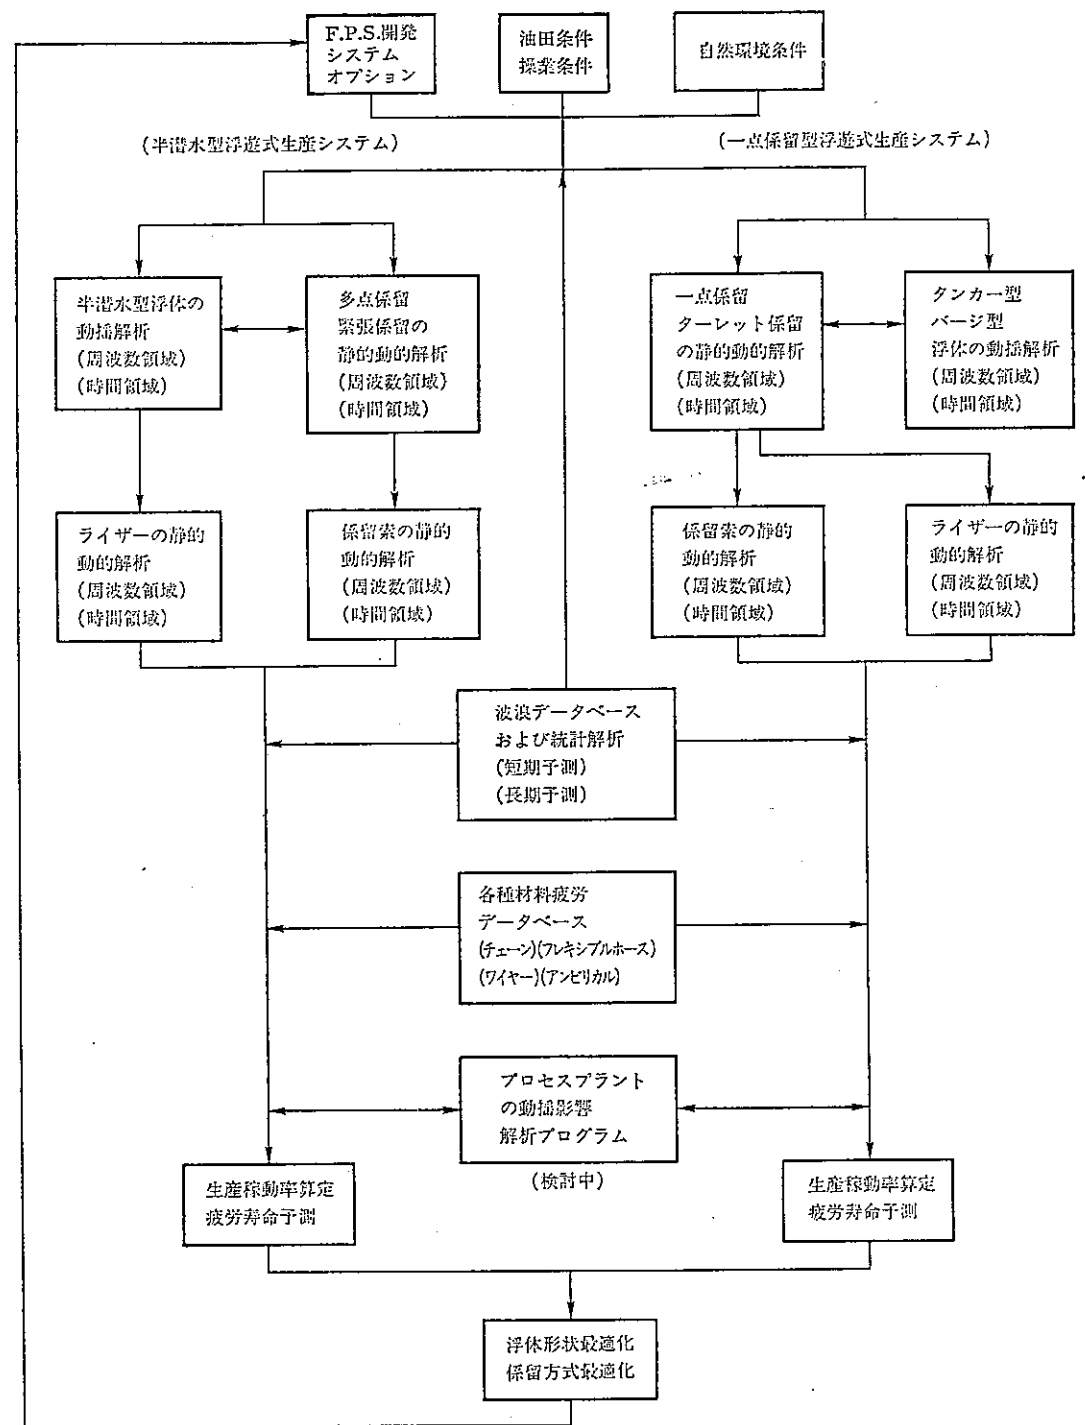 F.P.S.開発
システム
オプション
油田条件
操業条件
自然環境条件
(半潜水型浮遊式生産システム)
(一点係留型浮遊式生産システム)
半潜水型浮体の
動揺解析
(周波数領域)
(時間領域)
多点係留
緊張係留の
静的動的解析
(周波数領域)
(時間領域)
一点係留
ターレット係留
の静的動的解析
(周波数領域)
(時間領域)
タンカー型
バージ型
浮体の動揺解析
(周波数領域)
(時間領域)
ライザーの静的
動的解析
(周波数領域)
(時間領域)
係留索の静的
動的解析
(周波数領域)
(時間領域)
係留索の静的
動的解析
(周波数領域)
(時間領域)
ライザーの静的
動的解析
(周波数領域)
(時間領域)
波浪データベース
および統計解析
(短期予測)
(長期予測)
各種材料疲労
データベース
(チェーン)(フレキシブルホース)
(ワイヤー)(アンビリカル)
プロセスプラント
の動揺影響
解析プログラム
(検討中)
生産稼動率算定
疲労寿命予測
生産稼動率算定
疲労寿命予測
浮体形状最適化
係留方式最適化